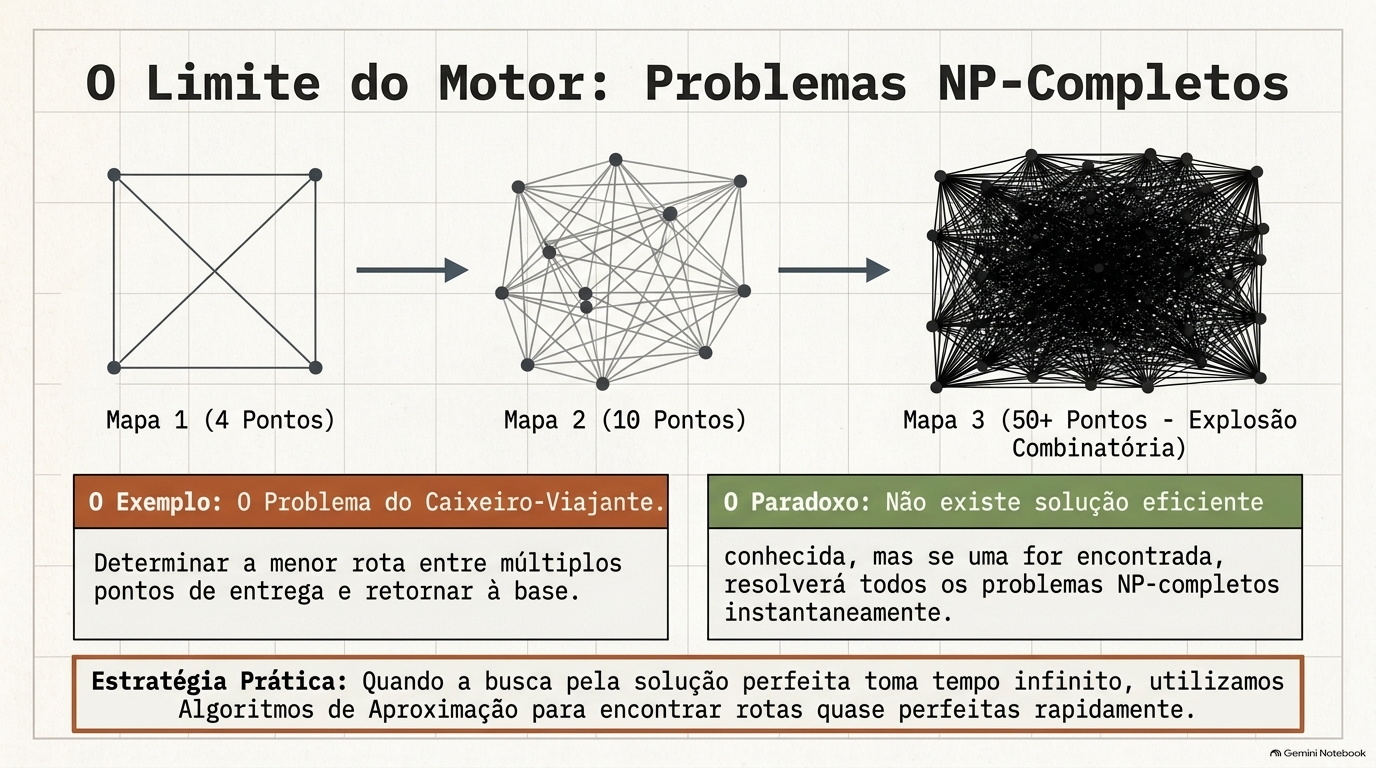 O Limite do Motor: Problemas NP-Completos
Mapa 1 (4 Pontos)
Mapa 2 (10 Pontos)
Mapa 3 (50+ Pontos - Explosão
Combinatória)
O Exemplo: O Problema do Caixeiro-Viajante.
Determinar a menor rota entre múltiplos
pontos de entrega e retornar à base.
O Paradoxo: Não existe solução eficiente
conhecida, mas se uma for encontrada,
resolverá todos os problemas NP-completos
instantaneamente.
Estratégia Prática: Quando a busca pela solução perfeita toma tempo infinito, utilizamos
Algoritmos de Aproximação para encontrar rotas quase perfeitas rapidamente.
Gemini Notebook